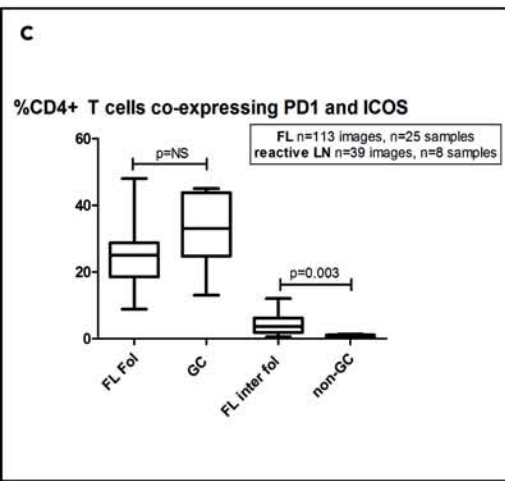 C
%CD4+ T cells co-expressing PD1 and ICOS
FL n=113 images, n=25 samples
reactive LN n=39 images, n=8 samples
p=NS
p=0.003
60
40
20
0
FL Fol
GC
FL inter fol
non-GC